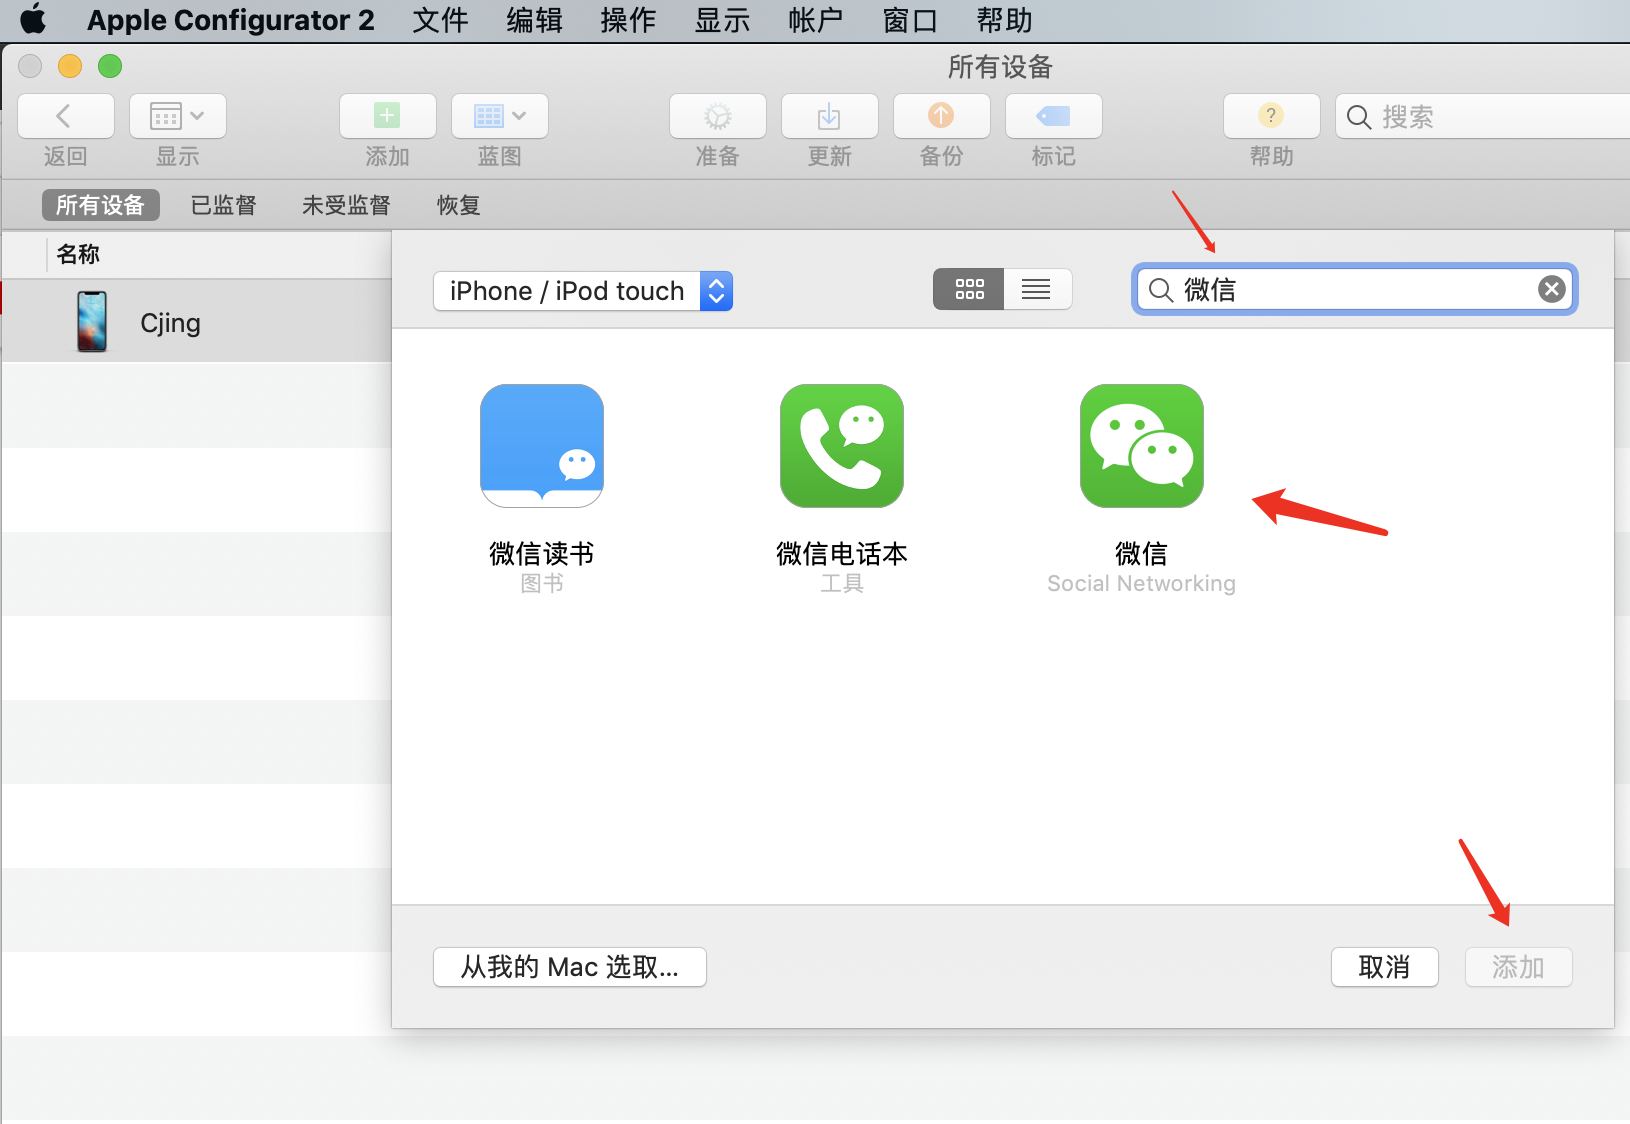 Apple Configurator 2 文件 编辑 操作 显示 帐户 窗口 帮助
所有设备
搜索
返回 显示 添加 蓝图 准备 更新 备份 标记 帮助
所有设备 已监督 未受监督 恢复
名称
iPhone / iPod touch
微信
Cjing
微信读书 微信电话本 微信
图书 工具 Social Networking
从我的 Mac 选取... 取消 添加